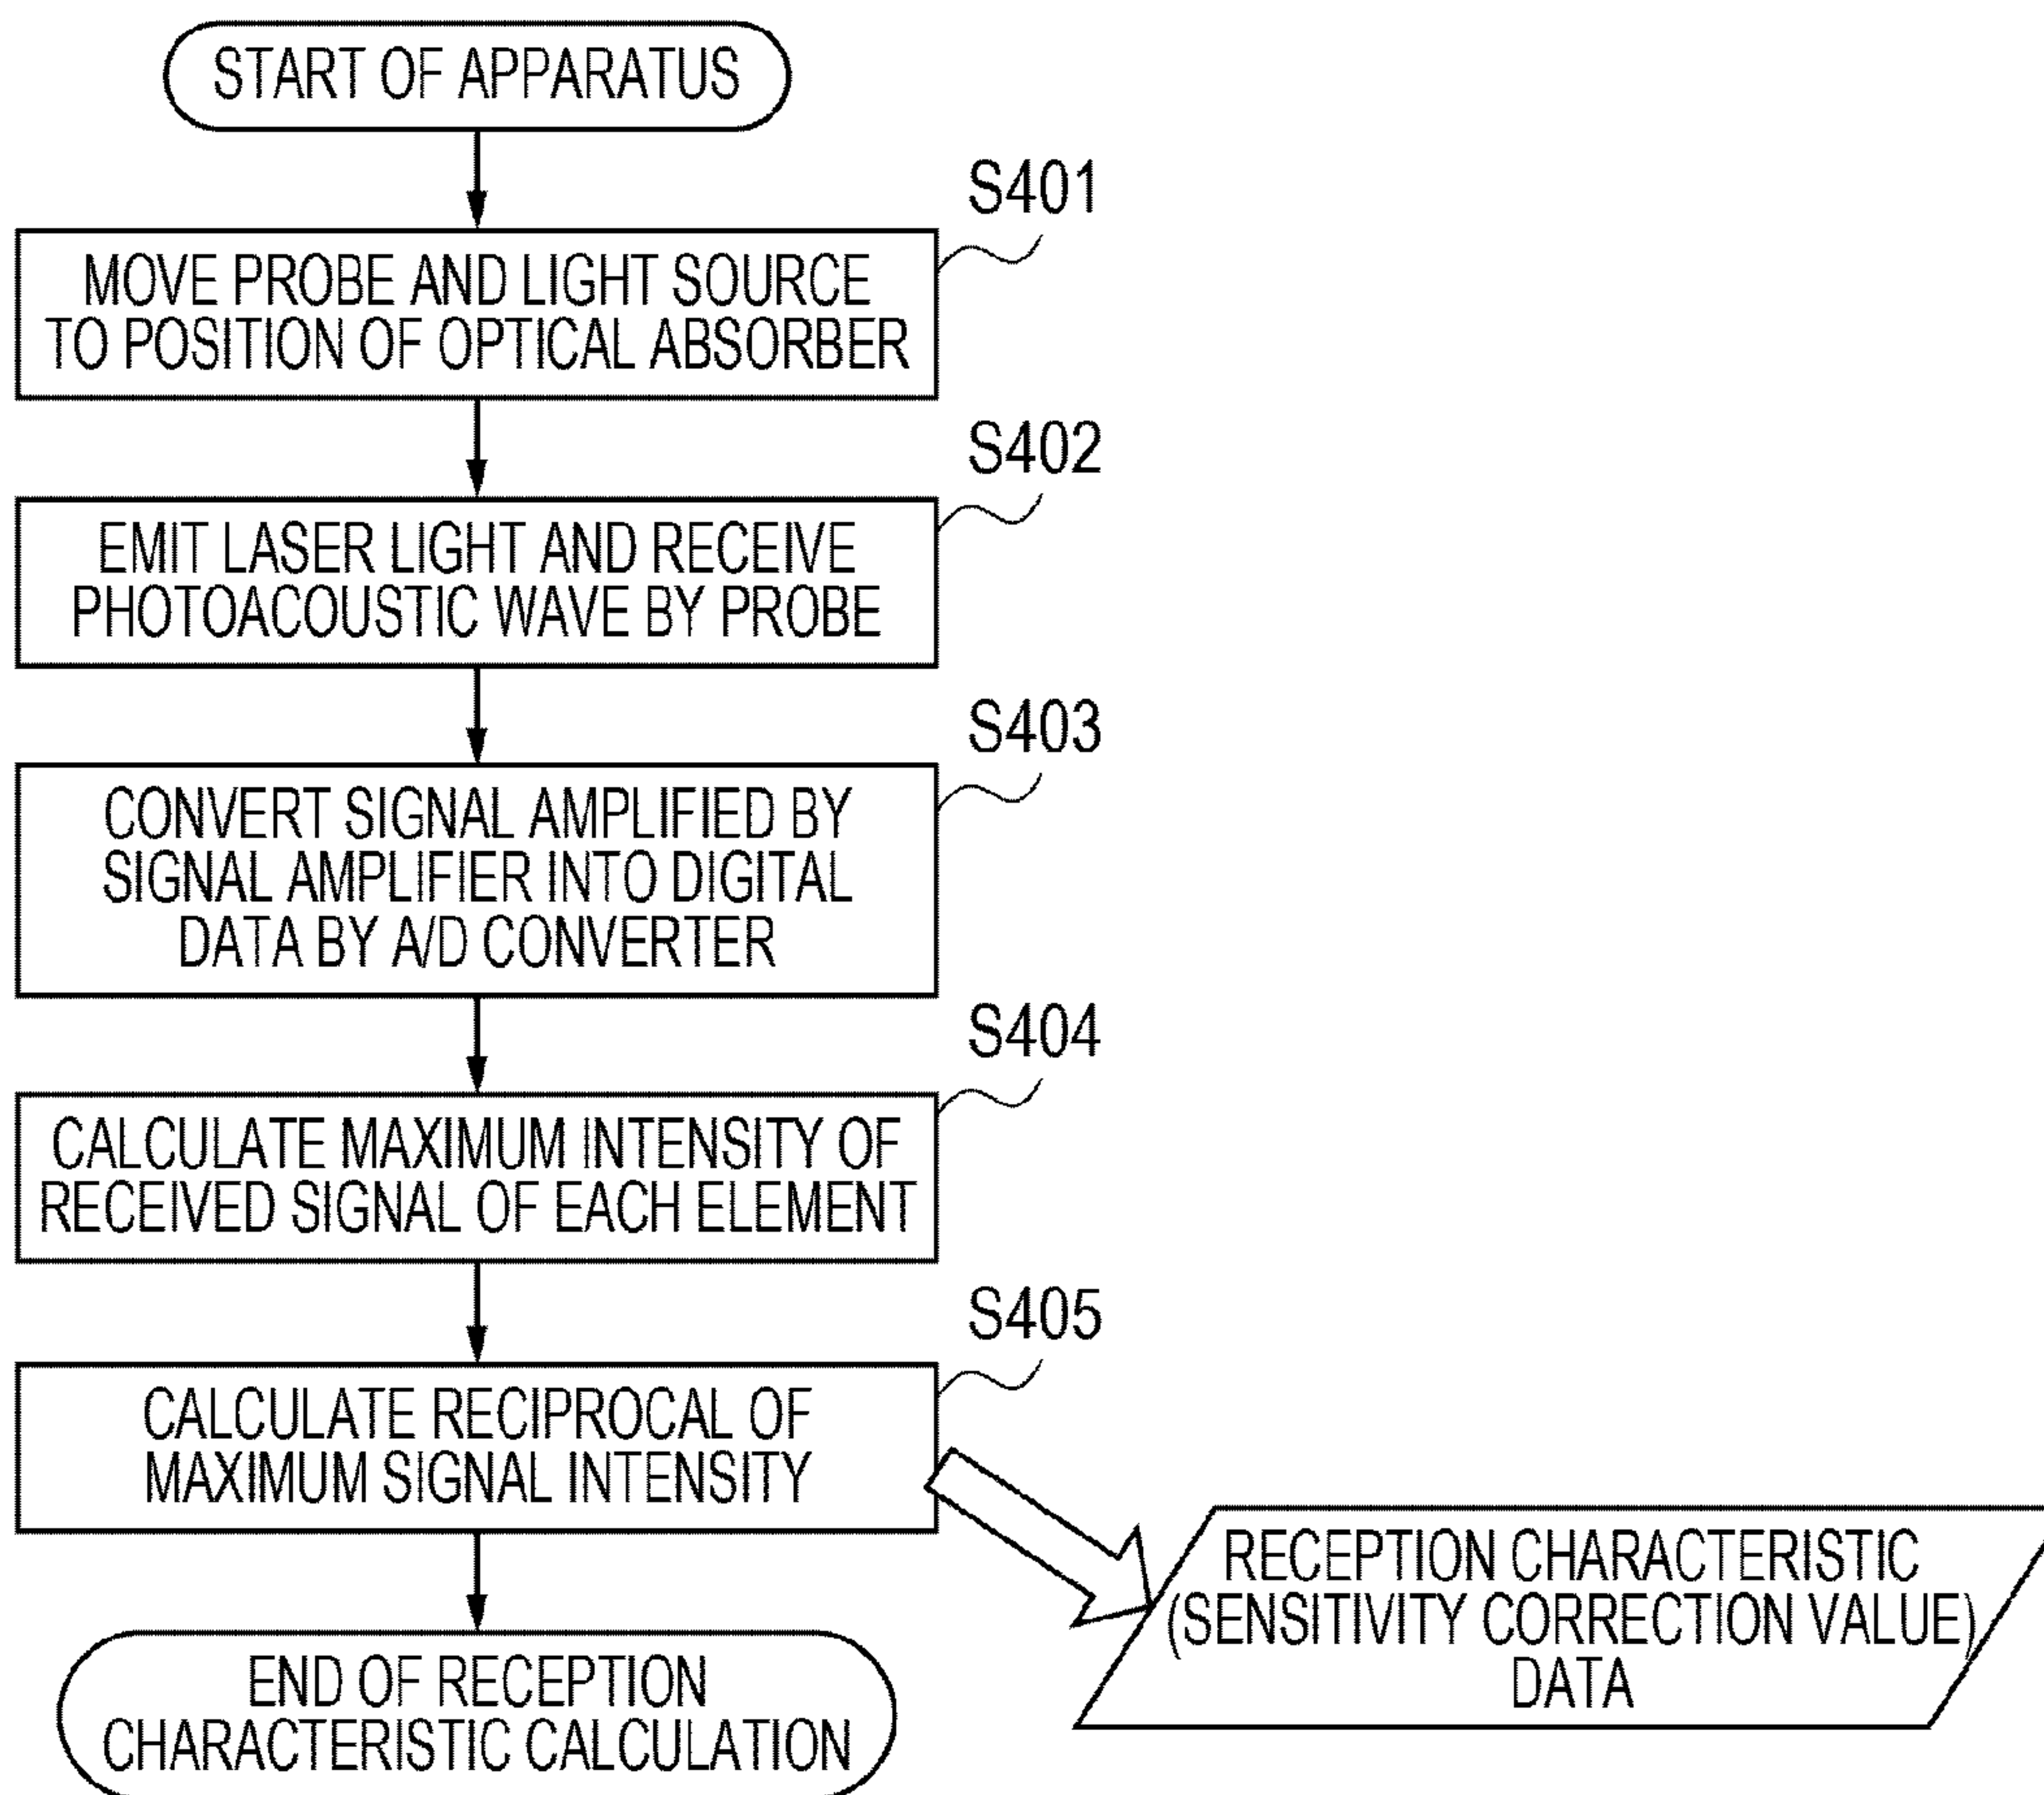 START OF APPARATUS
S401
MOVE PROBE AND LIGHT SOURCE
TO POSITION OF OPTICAL ABSORBER
S402
EMIT LASER LIGHT AND RECEIVE
PHOTOACOUSTIC WAVE BY PROBE
S403
CONVERT SIGNAL AMPLIFIED BY
SIGNAL AMPLIFIER INTO DIGITAL
DATA BY A/D CONVERTER
S404
CALCULATE MAXIMUM INTENSITY OF
RECEIVED SIGNAL OF EACH ELEMENT
S405
CALCULATE RECIPROCAL OF
MAXIMUM SIGNAL INTENSITY
RECEPTION CHARACTERISTIC
(SENSITIVITY CORRECTION VALUE)
DATA
END OF RECEPTION
CHARACTERISTIC CALCULATION